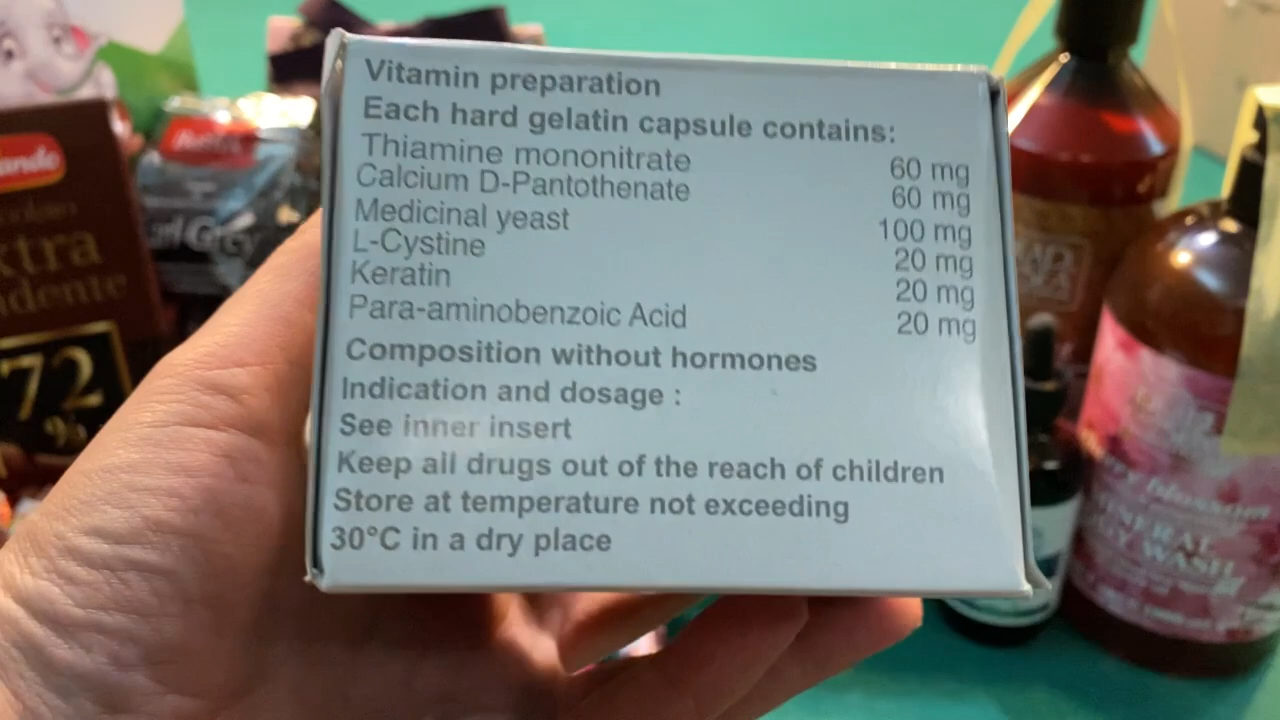 Vitamin preparation
Each hard gelatin capsule contains:
Thiamine mononitrate 60 mg
Calcium D-Pantothenate 60 mg
Medicinal yeast 100 mg
L-Cystine 20 mg
Keratin 20 mg
Para-aminobenzoic Acid 20 mg
Composition without hormones
Indication and dosage :
See inner insert
Keep all drugs out of the reach of children
Store at temperature not exceeding
30°C in a dry place
72
%